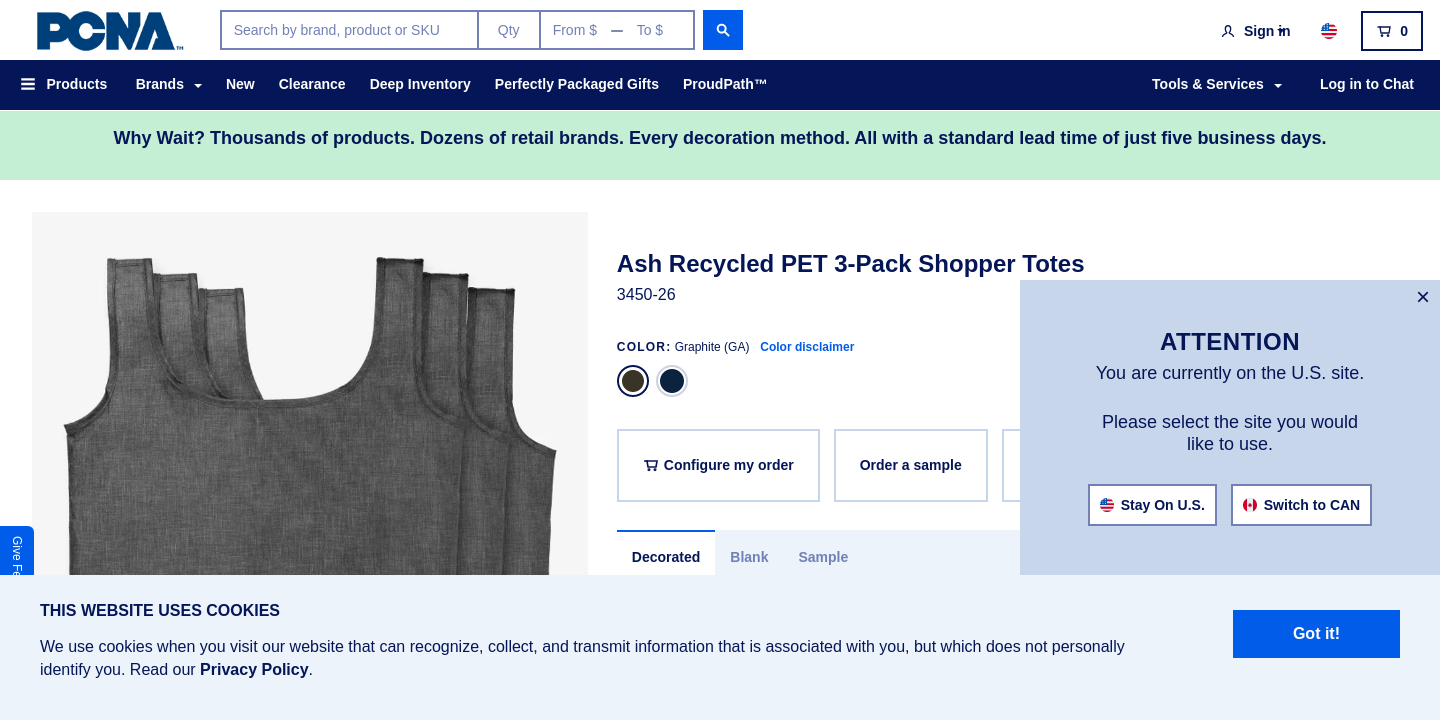 PCNA™
Search by brand, product or SKU
Qty
From $ — To $
Sign in
0
Products
Brands
New
Clearance
Deep Inventory
Perfectly Packaged Gifts
ProudPath™
Tools & Services
Log in to Chat
Why Wait? Thousands of products. Dozens of retail brands. Every decoration method. All with a standard lead time of just five business days.
Ash Recycled PET 3-Pack Shopper Totes
3450-26
COLOR: Graphite (GA) Color disclaimer
Configure my order
Order a sample
Decorated
Blank
Sample
×
ATTENTION
You are currently on the U.S. site.
Please select the site you would
like to use.
Stay On U.S.
Switch to CAN
Give
THIS WEBSITE USES COOKIES
We use cookies when you visit our website that can recognize, collect, and transmit information that is associated with you, but which does not personally
identify you. Read our Privacy Policy.
Got it!